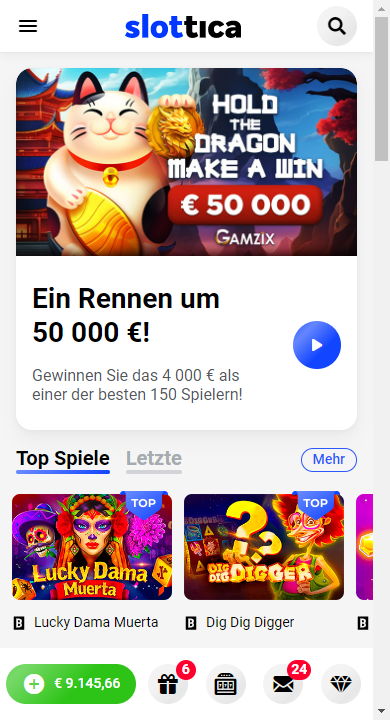 slottica
HOLD
THE
DRAGON
MAKE A WIN
€ 50 000
GAMZIX
Ein Rennen um
50 000 €!
Gewinnen Sie das 4 000 € als
einer der besten 150 Spielern!
Top Spiele Letzte Mehr
TOP TOP
Lucky Dama
Muerta
DIG DIG
DIGGER
B Lucky Dama Muerta B Dig Dig Digger B
€ 9.145,66 6 24